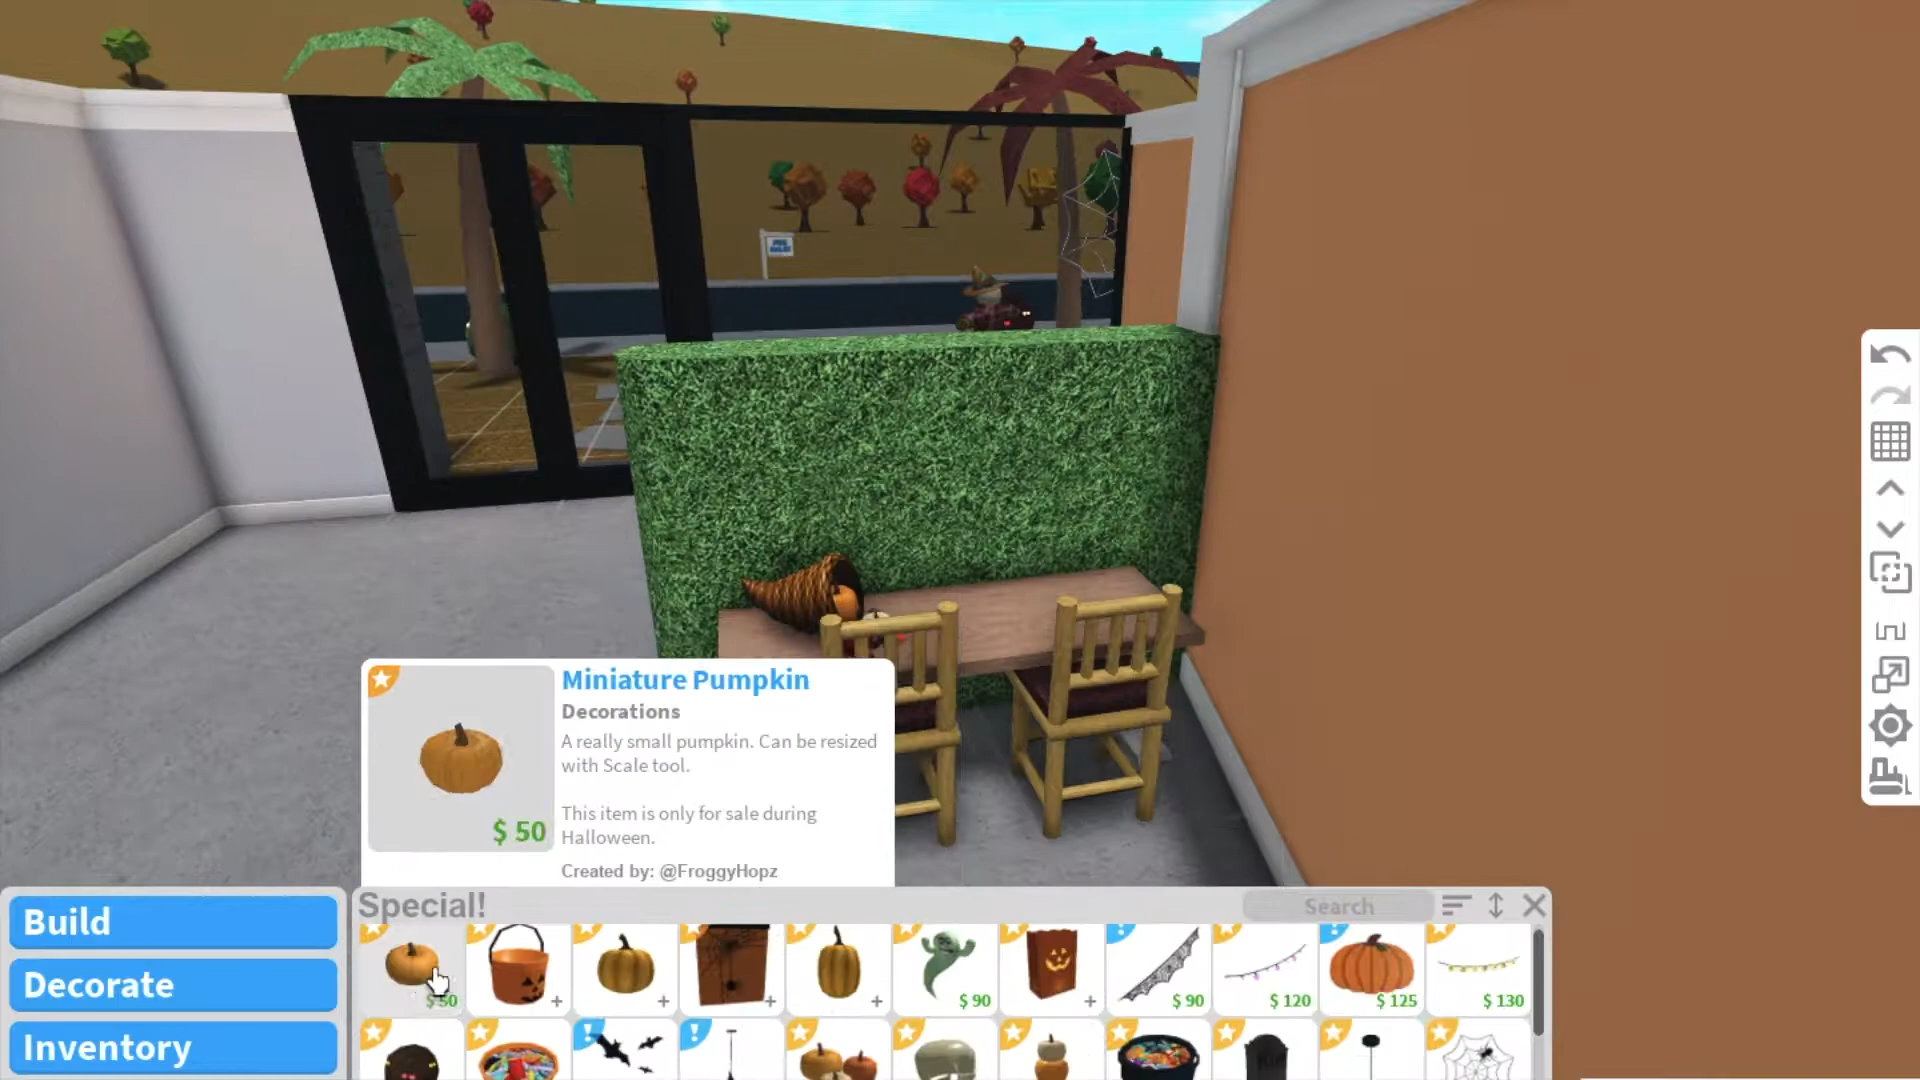 Miniature Pumpkin
Decorations
A really small pumpkin. Can be resized
with Scale tool.
This item is only for sale during
Halloween.
Created by: @FroggyHopz
$ 50
Build
Decorate
Inventory
Special!
Search
$ 50
$ 90
$ 90
$ 120
$ 125
$ 130